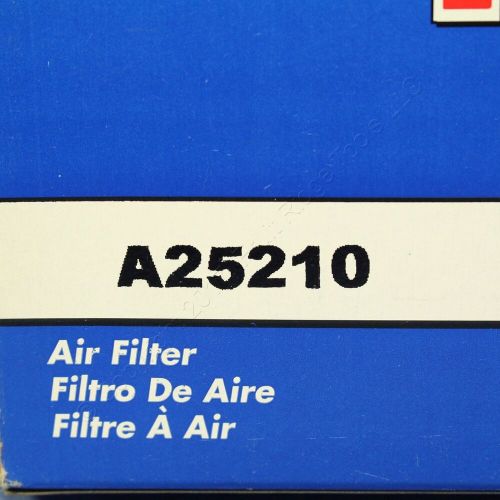 A25210
Air Filter
Filtro De Aire
Filtre À Air